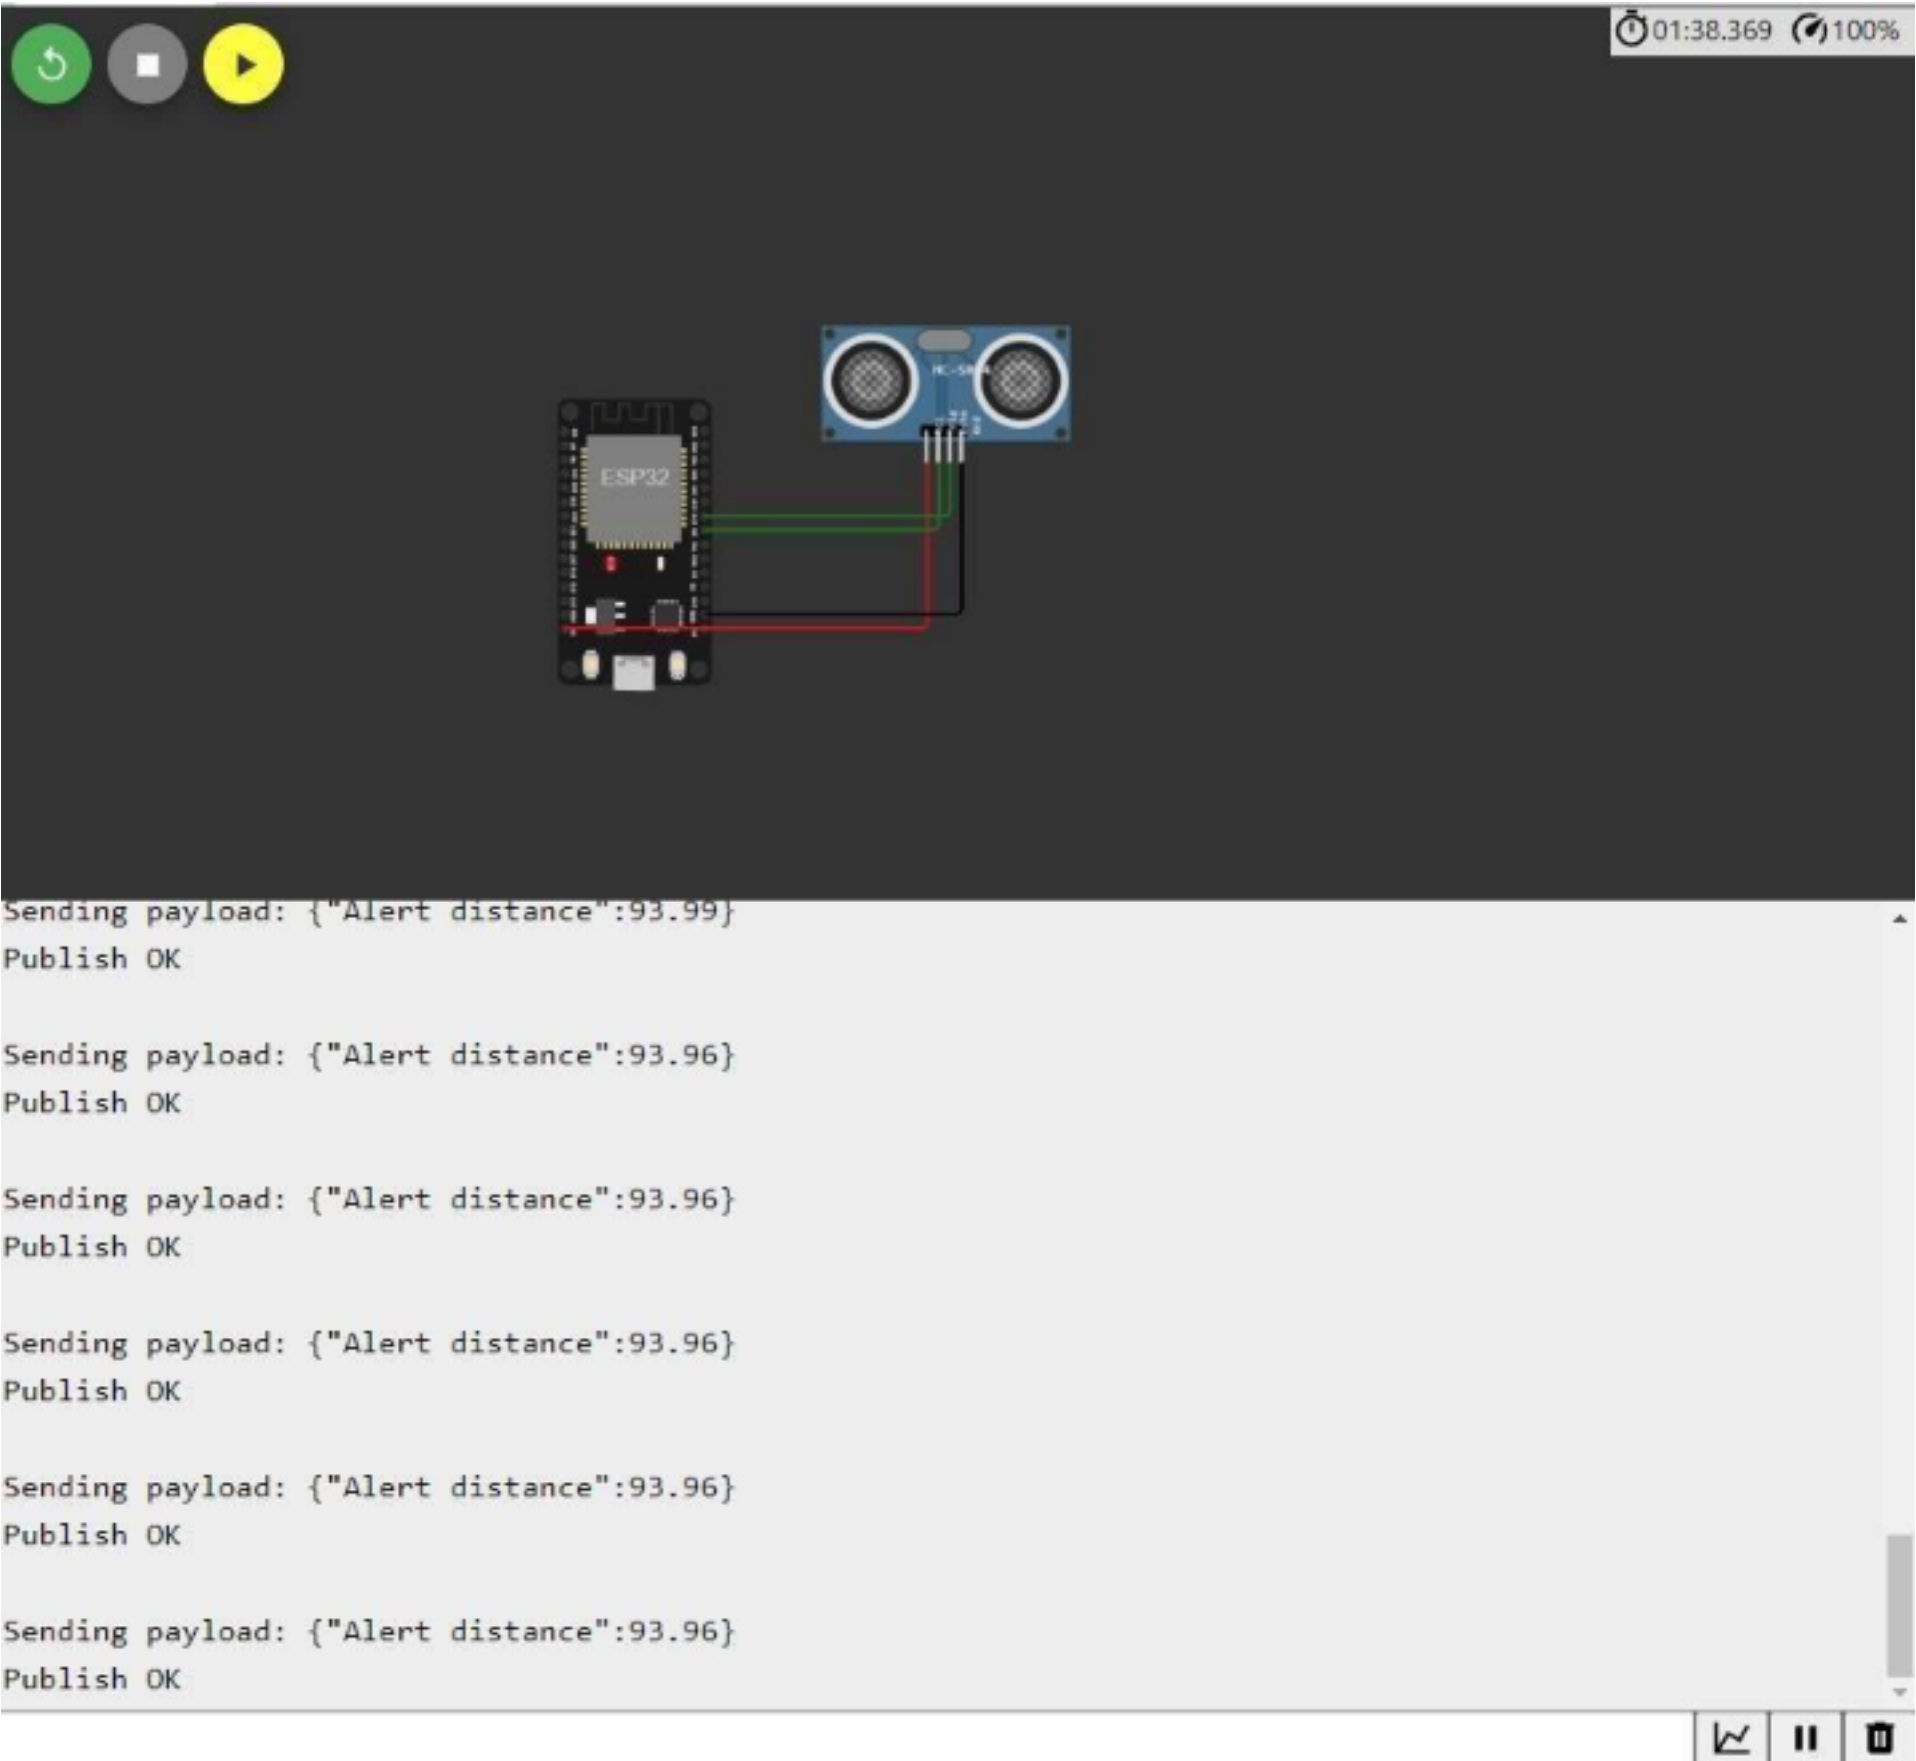 01:38.369 100%
ESP32
Sending payload: {"Alert distance":93.99}
Publish OK
Sending payload: {"Alert distance":93.96}
Publish OK
Sending payload: {"Alert distance":93.96}
Publish OK
Sending payload: {"Alert distance":93.96}
Publish OK
Sending payload: {"Alert distance":93.96}
Publish OK
Sending payload: {"Alert distance":93.96}
Publish OK